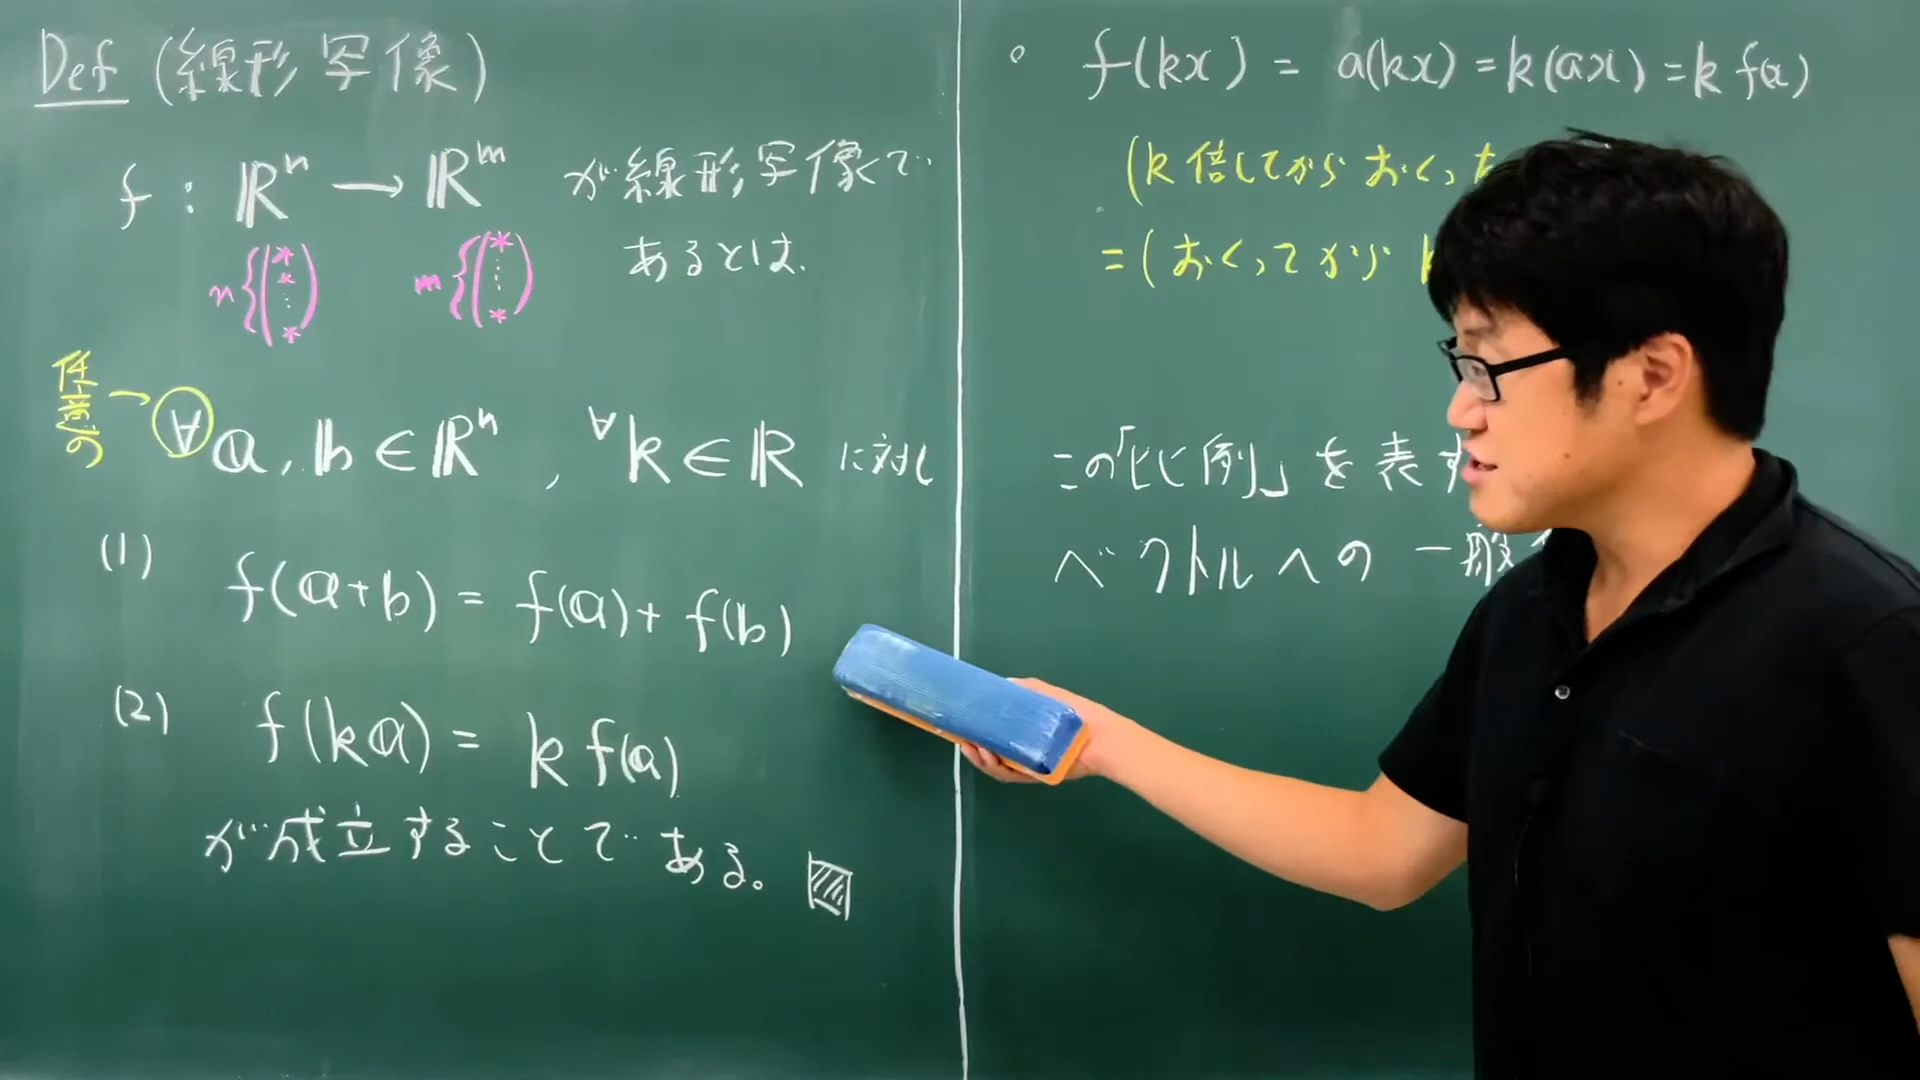 Def (線形写像)
f : ℝⁿ → ℝᵐ が線形写像で
n{(* * ⋮ *) m{(* ⋮ *) あるとは、
任意の → ∀a, b ∈ ℝⁿ, ∀k ∈ ℝ に対し
(1) f(a+b) = f(a) + f(b)
(2) f(ka) = k f(a)
が成立することである。
。 f(kx) = a(kx) = k(ax) = k f(x)
(k倍してから おくった
= (おくってから
この「比例」を表す
ベクトルへの 一般